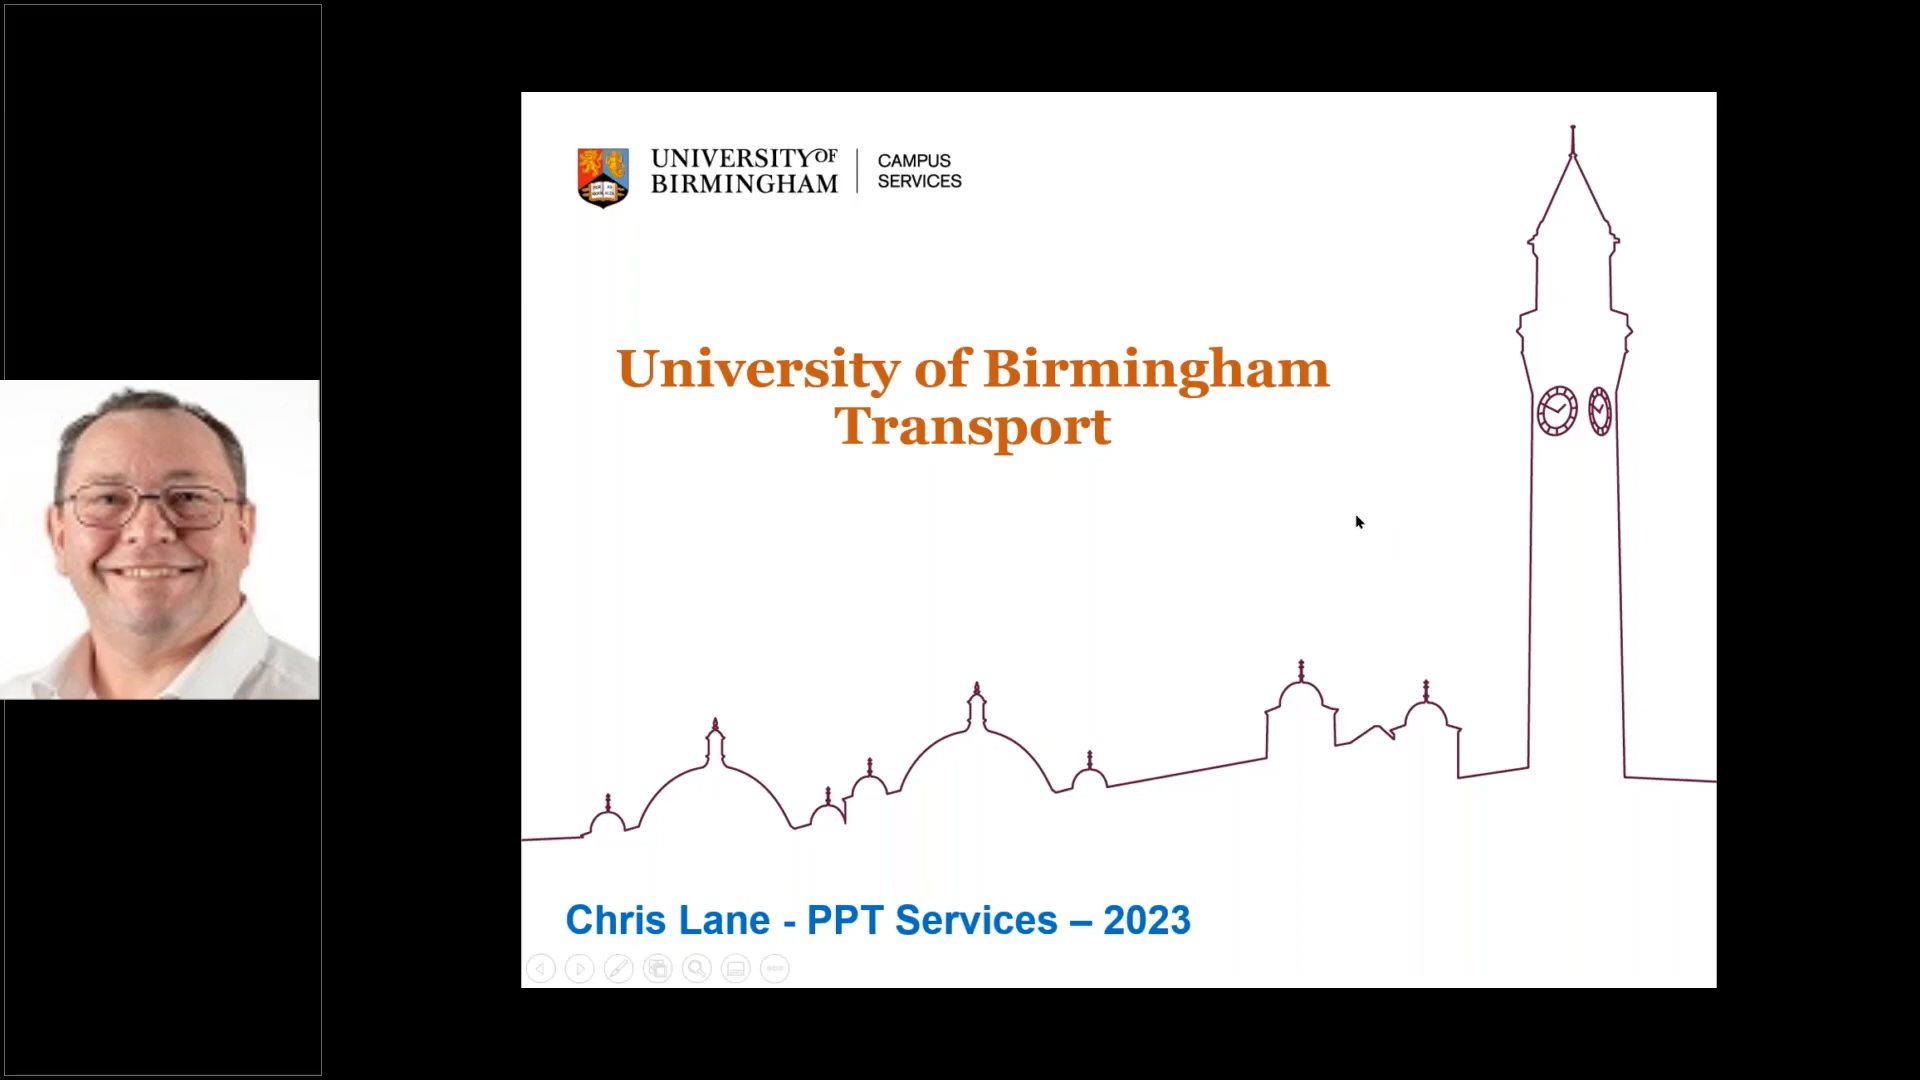 UNIVERSITY OF
BIRMINGHAM
CAMPUS
SERVICES
University of Birmingham
Transport
Chris Lane - PPT Services – 2023